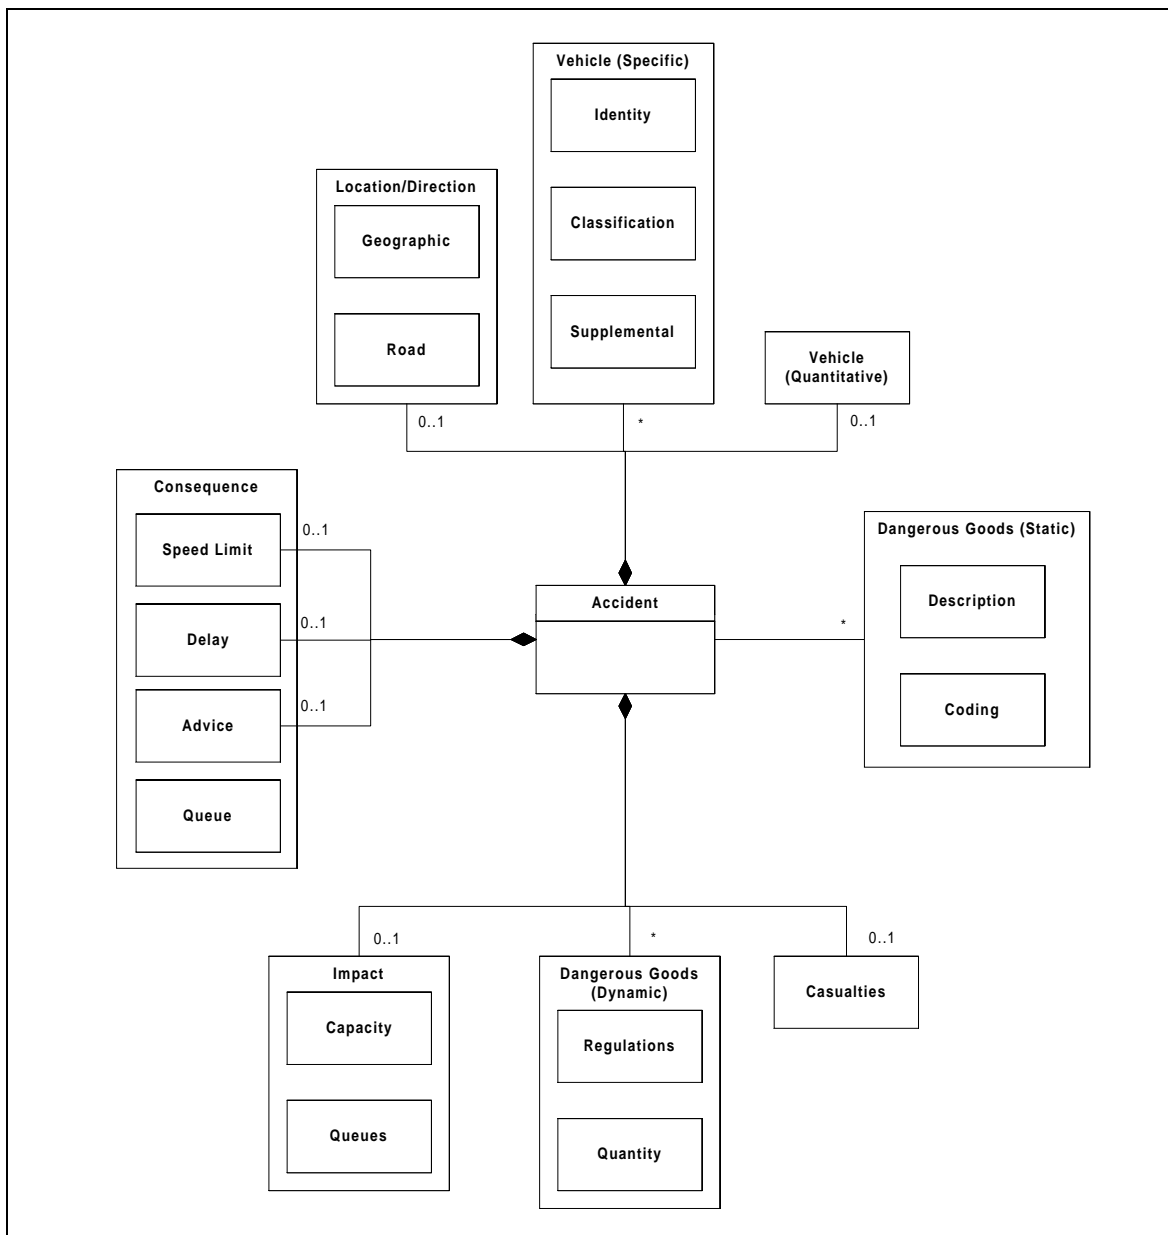 Vehicle (Specific)
Identity
Classification
Supplemental
Location/Direction
Geographic
Road
Vehicle
(Quantitative)
0..1
*
0..1
Consequence
Speed Limit
0..1
Delay
0..1
Advice
0..1
Queue
Accident
*
Dangerous Goods (Static)
Description
Coding
0..1
*
0..1
Impact
Capacity
Queues
Dangerous Goods
(Dynamic)
Regulations
Quantity
Casualties